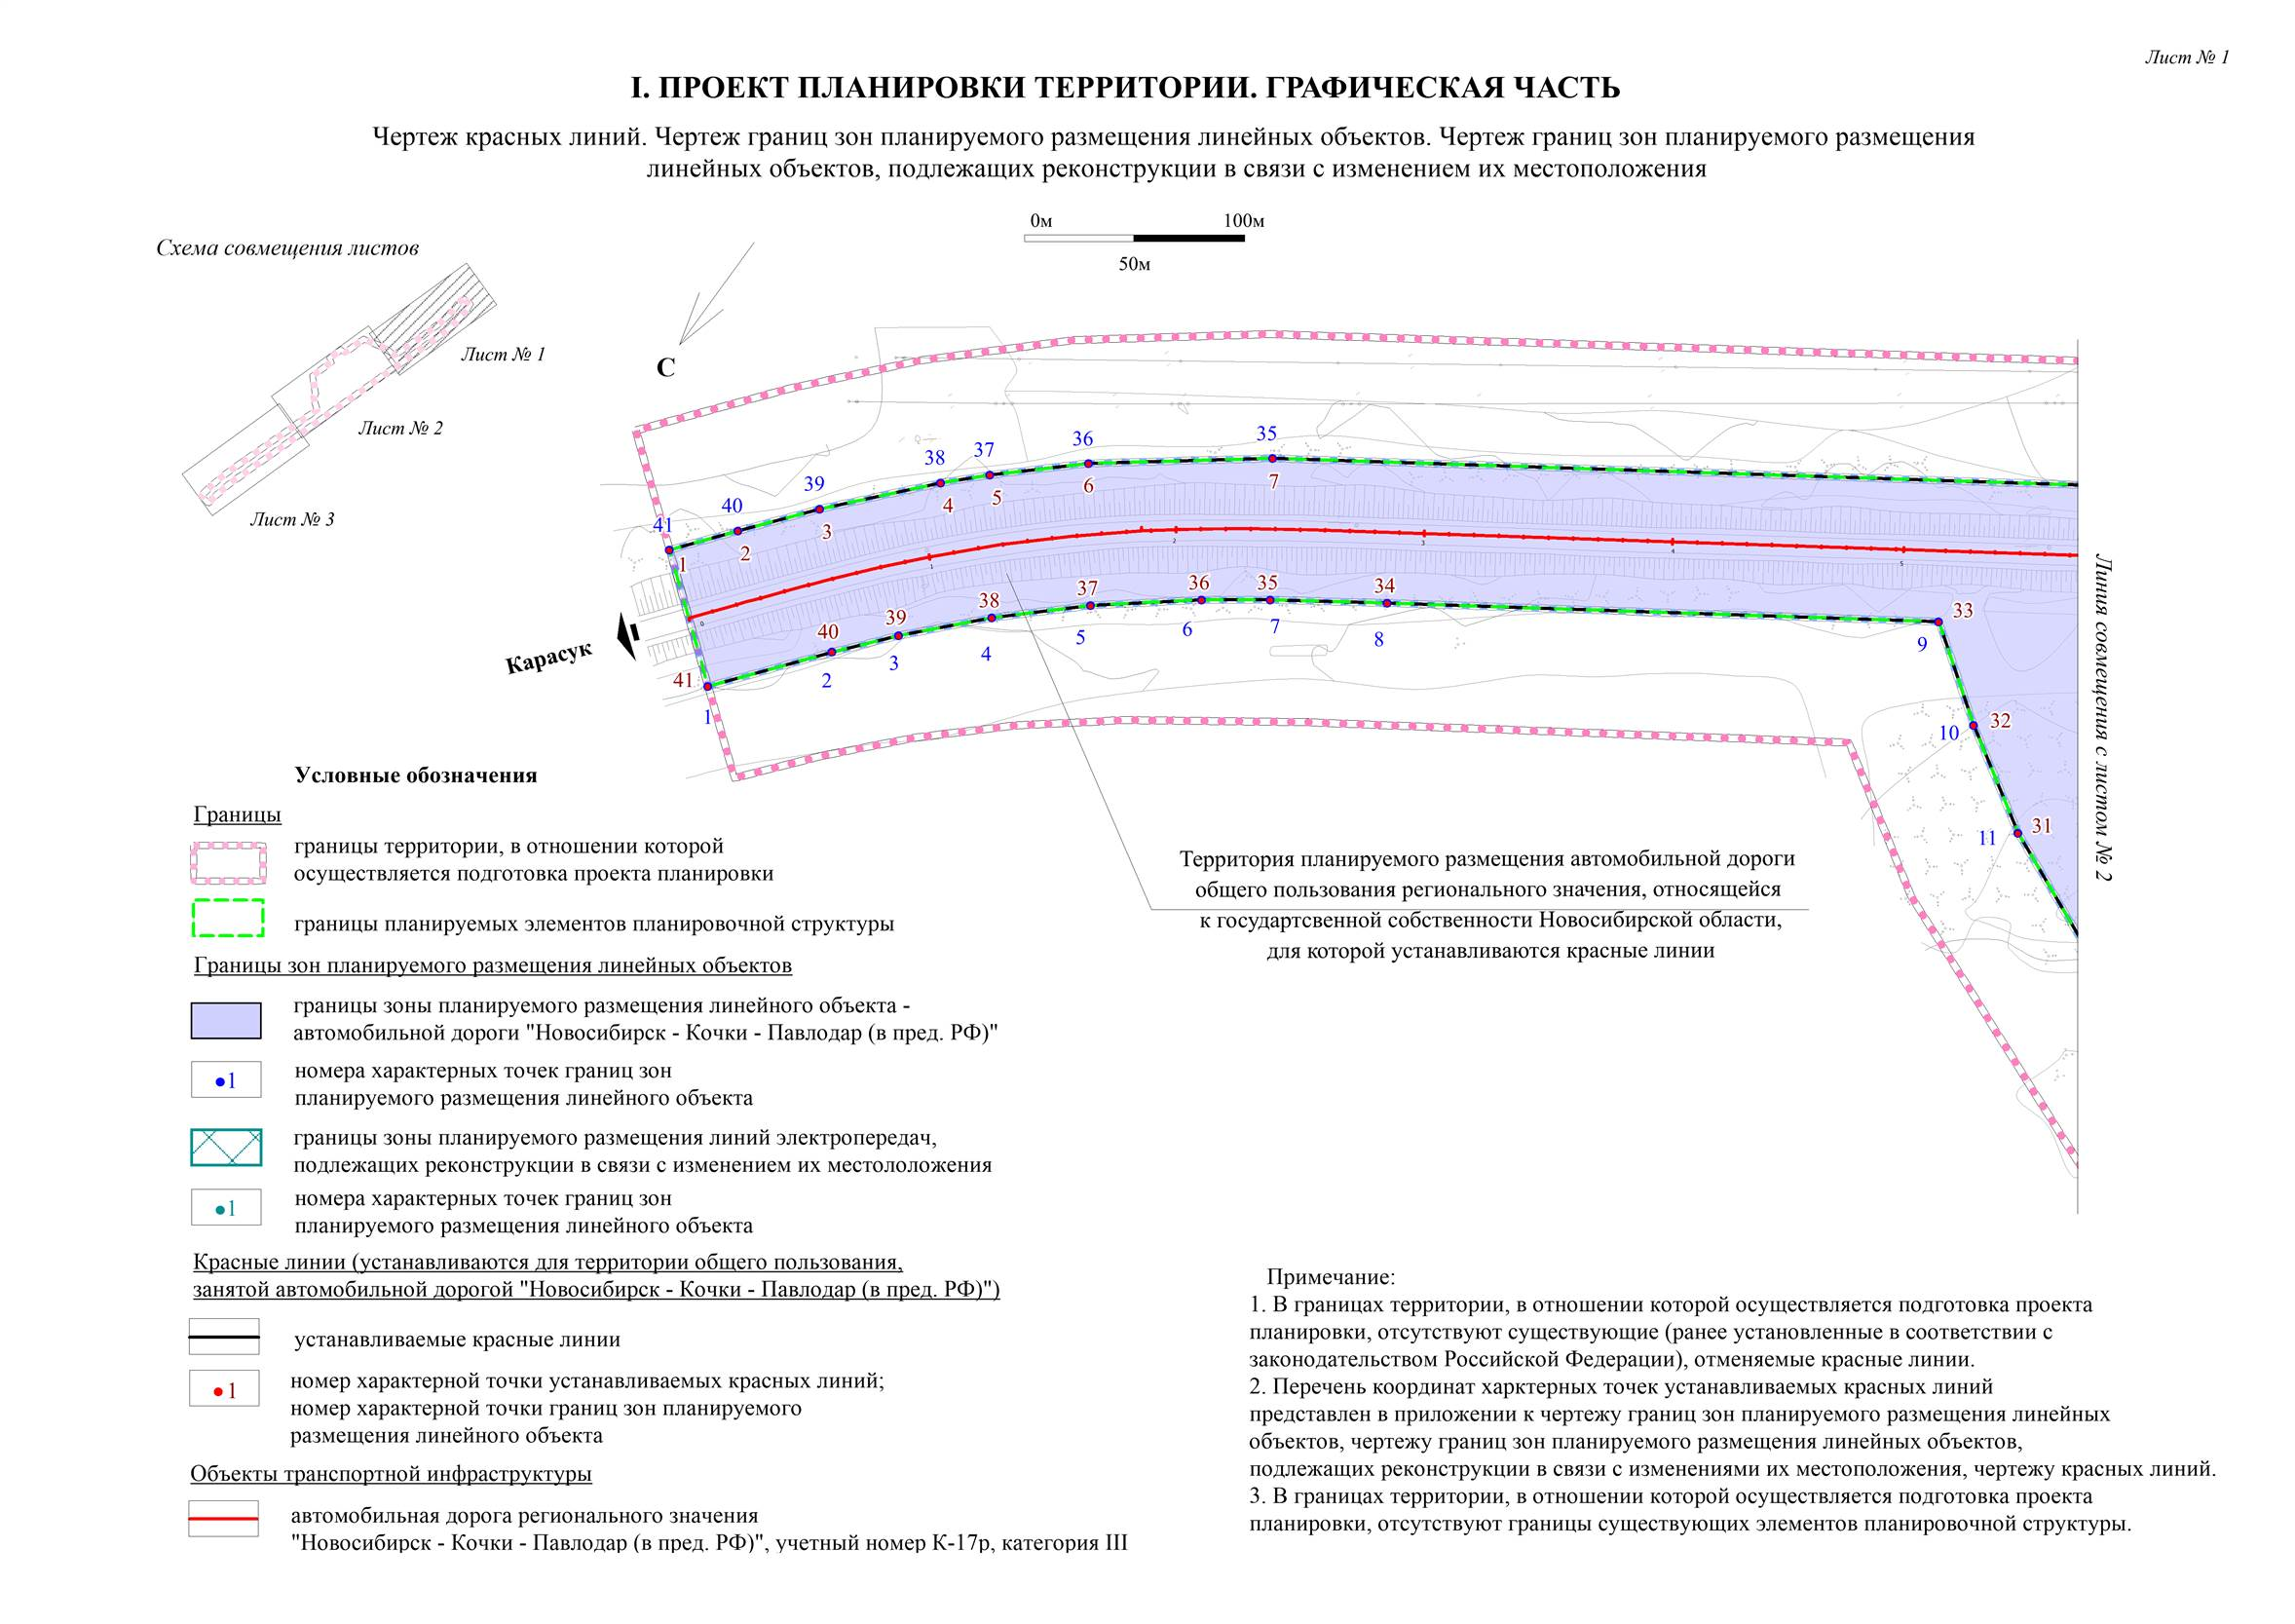 Лист № 1
I. ПРОЕКТ ПЛАНИРОВКИ ТЕРРИТОРИИ. ГРАФИЧЕСКАЯ ЧАСТЬ
Чертеж красных линий. Чертеж границ зон планируемого размещения линейных объектов. Чертеж границ зон планируемого размещения
линейных объектов, подлежащих реконструкции в связи с изменением их местоположения
0м 100м
50м
Схема совмещения листов
Лист № 1
Лист № 2
Лист № 3
С
41 40 39 38 37 36 35
1 2 3 4 5 6 7
0 1 2 3 4 5
41 40 39 38 37 36 35 34 33
1 2 3 4 5 6 7 8 9
10 32
11 31
Карасук
Линия совмещения с листом № 2
Территория планируемого размещения автомобильной дороги
общего пользования регионального значения, относящейся
к государтсвенной собственности Новосибирской области,
для которой устанавливаются красные линии
Условные обозначения
Границы
границы территории, в отношении которой
осуществляется подготовка проекта планировки
границы планируемых элементов планировочной структуры
Границы зон планируемого размещения линейных объектов
границы зоны планируемого размещения линейного объекта -
автомобильной дороги "Новосибирск - Кочки - Павлодар (в пред. РФ)"
1
номера характерных точек границ зон
планируемого размещения линейного объекта
границы зоны планируемого размещения линий электропередач,
подлежащих реконструкции в связи с изменением их местололожения
1
номера характерных точек границ зон
планируемого размещения линейного объекта
Красные линии (устанавливаются для территории общего пользования,
занятой автомобильной дорогой "Новосибирск - Кочки - Павлодар (в пред. РФ)")
устанавливаемые красные линии
1
номер характерной точки устанавливаемых красных линий;
номер характерной точки границ зон планируемого
размещения линейного объекта
Объекты транспортной инфраструктуры
автомобильная дорога регионального значения
"Новосибирск - Кочки - Павлодар (в пред. РФ)", учетный номер К-17р, категория III
Примечание:
1. В границах территории, в отношении которой осуществляется подготовка проекта
планировки, отсутствуют существующие (ранее установленные в соответствии с
законодательством Российской Федерации), отменяемые красные линии.
2. Перечень координат харктерных точек устанавливаемых красных линий
представлен в приложении к чертежу границ зон планируемого размещения линейных
объектов, чертежу границ зон планируемого размещения линейных объектов,
подлежащих реконструкции в связи с изменениями их местоположения, чертежу красных линий.
3. В границах территории, в отношении которой осуществляется подготовка проекта
планировки, отсутствуют границы существующих элементов планировочной структуры.